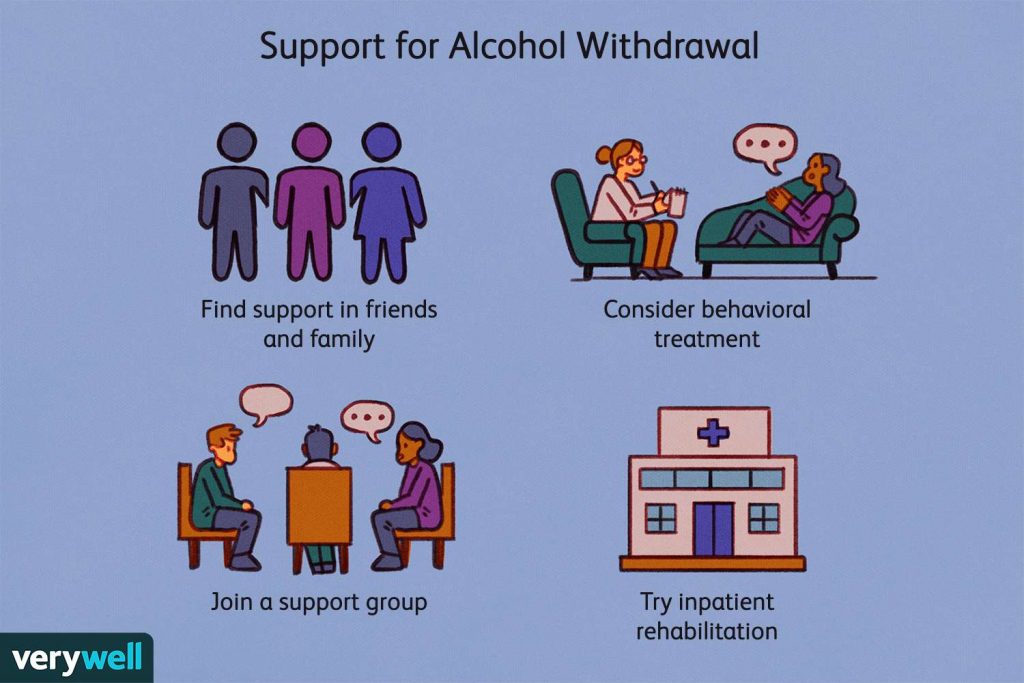 Support for Alcohol Withdrawal
Find support in friends
and family
Consider behavioral
treatment
Join a support group
Try inpatient
rehabilitation
verywell